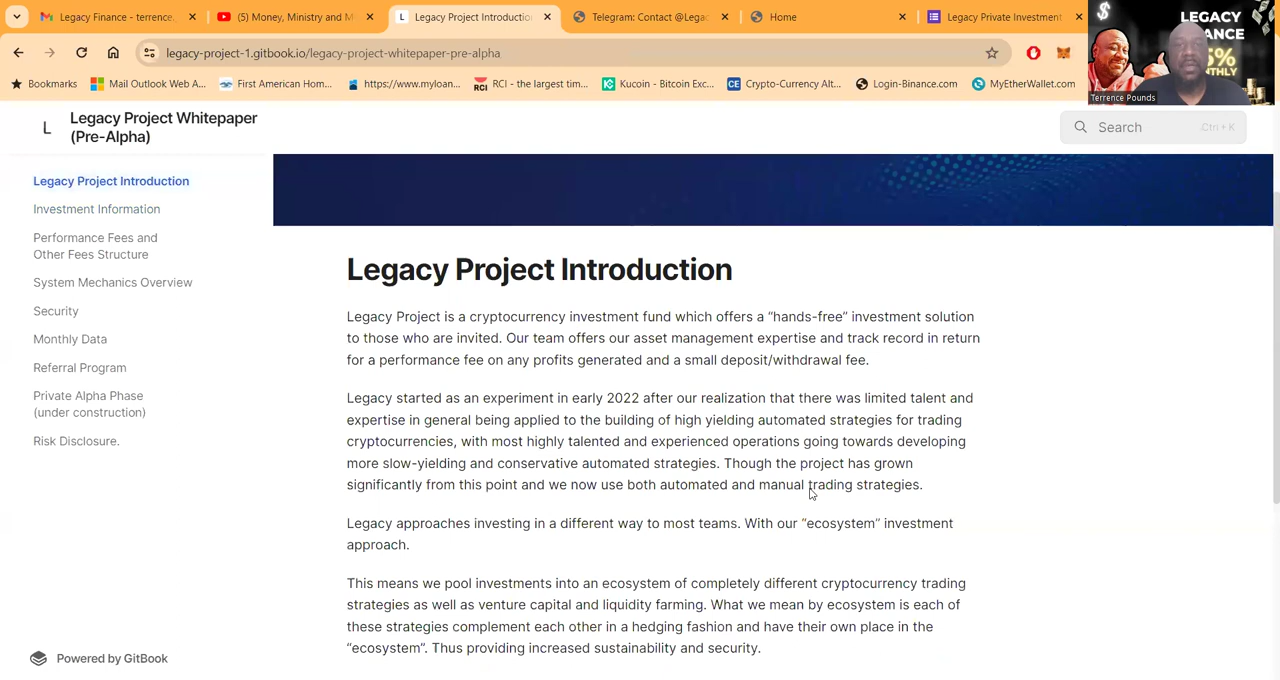 Legacy Finance - terrence.
(5) Money, Ministry and M
Legacy Project Introductio
Telegram: Contact @Legac
Home
Legacy Private Investment
legacy-project-1.gitbook.io/legacy-project-whitepaper-pre-alpha
Bookmarks
Mail Outlook Web A...
First American Hom...
https://www.myloan...
RCI - the largest tim...
Kucoin - Bitcoin Exc...
Crypto-Currency Alt...
Login-Binance.com
MyEtherWallet.com
LEGACY
ANCE
5%
NTHLY
Terrence Pounds
L
Legacy Project Whitepaper
(Pre-Alpha)
Search
Ctrl + K
Legacy Project Introduction
Investment Information
Performance Fees and
Other Fees Structure
System Mechanics Overview
Security
Monthly Data
Referral Program
Private Alpha Phase
(under construction)
Risk Disclosure.
Powered by GitBook
Legacy Project Introduction
Legacy Project is a cryptocurrency investment fund which offers a “hands-free” investment solution
to those who are invited. Our team offers our asset management expertise and track record in return
for a performance fee on any profits generated and a small deposit/withdrawal fee.
Legacy started as an experiment in early 2022 after our realization that there was limited talent and
expertise in general being applied to the building of high yielding automated strategies for trading
cryptocurrencies, with most highly talented and experienced operations going towards developing
more slow-yielding and conservative automated strategies. Though the project has grown
significantly from this point and we now use both automated and manual trading strategies.
Legacy approaches investing in a different way to most teams. With our “ecosystem” investment
approach.
This means we pool investments into an ecosystem of completely different cryptocurrency trading
strategies as well as venture capital and liquidity farming. What we mean by ecosystem is each of
these strategies complement each other in a hedging fashion and have their own place in the
“ecosystem”. Thus providing increased sustainability and security.